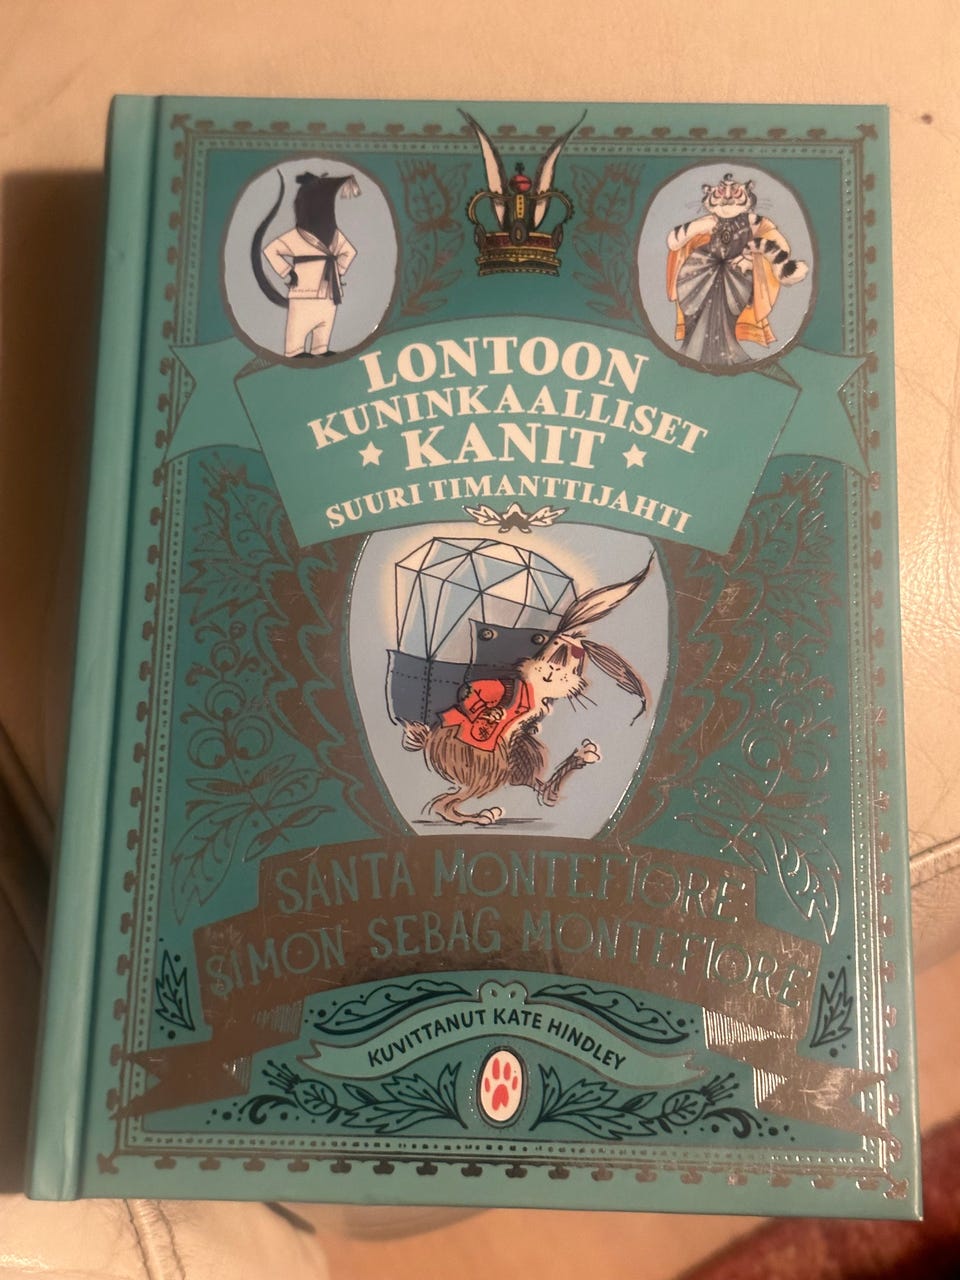 LONTOON
KUNINKAALLISET
KANIT
SUURI TIMANTTIJAHTI
SANTA MONTEFIORE
SIMON SEBAG MONTEFIORE
KUVITTANUT KATE HINDLEY